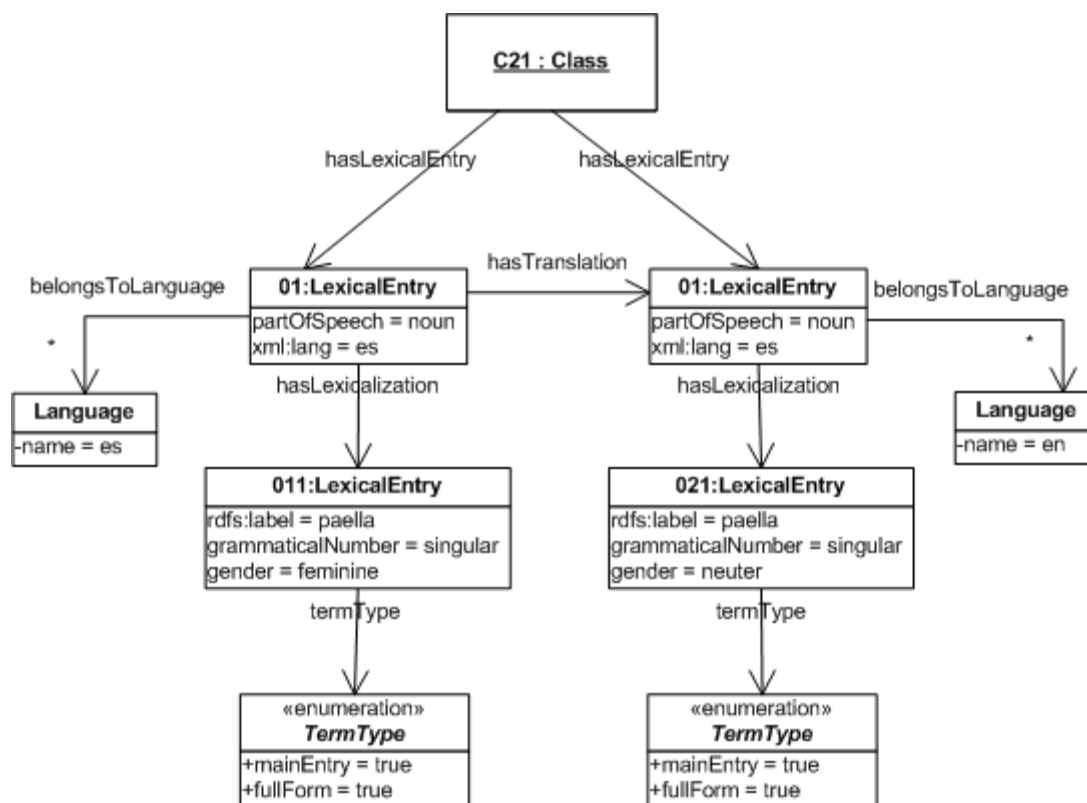 C21 : Class
hasLexicalEntry
hasLexicalEntry
belongsToLanguage
01:LexicalEntry
partOfSpeech = noun
xml:lang = es
hasTranslation
01:LexicalEntry
partOfSpeech = noun
xml:lang = es
belongsToLanguage
*
*
Language
-name = es
hasLexicalization
hasLexicalization
Language
-name = en
011:LexicalEntry
rdfs:label = paella
grammaticalNumber = singular
gender = feminine
021:LexicalEntry
rdfs:label = paella
grammaticalNumber = singular
gender = neuter
termType
termType
«enumeration»
TermType
+mainEntry = true
+fullForm = true
«enumeration»
TermType
+mainEntry = true
+fullForm = true